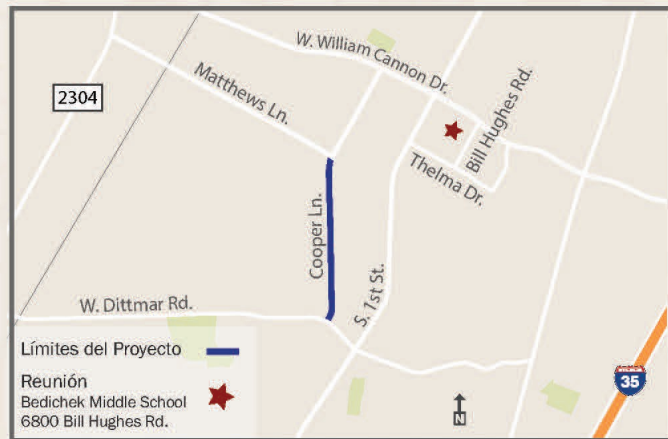 W. William Cannon Dr.
Matthews Ln.
2304
Bill Hughes Rd.
Thelma Dr.
Cooper Ln.
S. 1st St.
W. Dittmar Rd.
Límites del Proyecto
Reunión
Bedichek Middle School
6800 Bill Hughes Rd.
35
N